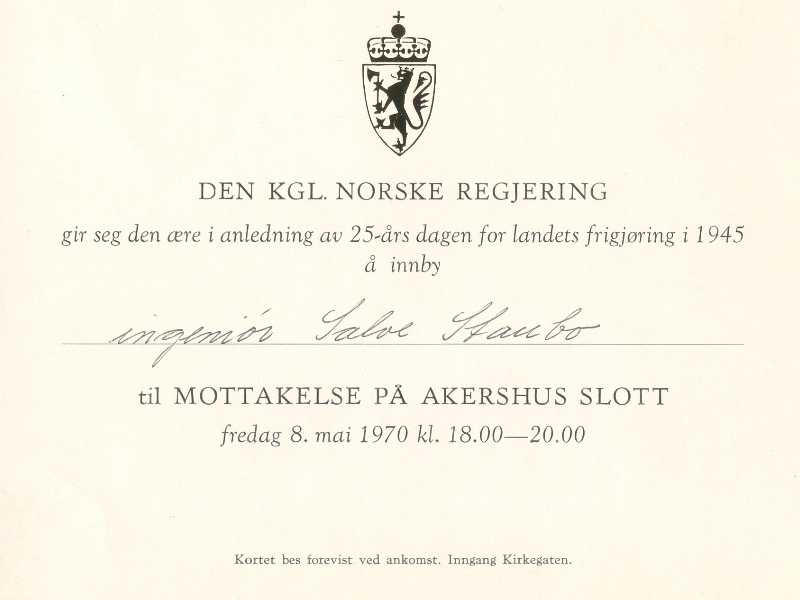 DEN KGL. NORSKE REGJERING
gir seg den ære i anledning av 25-års dagen for landets frigjøring i 1945
å innby
ingeniør Salve Staubo
til MOTTAKELSE PÅ AKERSHUS SLOTT
fredag 8. mai 1970 kl. 18.00—20.00
Kortet bes forevist ved ankomst. Inngang Kirkegaten.